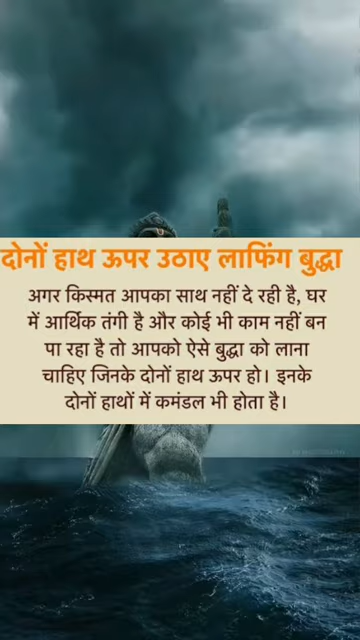 दोनों हाथ ऊपर उठाए लाफिंग बुद्धा
अगर किस्मत आपका साथ नहीं दे रही है, घर
में आर्थिक तंगी है और कोई भी काम नहीं बन
पा रहा है तो आपको ऐसे बुद्धा को लाना
चाहिए जिनके दोनों हाथ ऊपर हो। इनके
दोनों हाथों में कमंडल भी होता है।